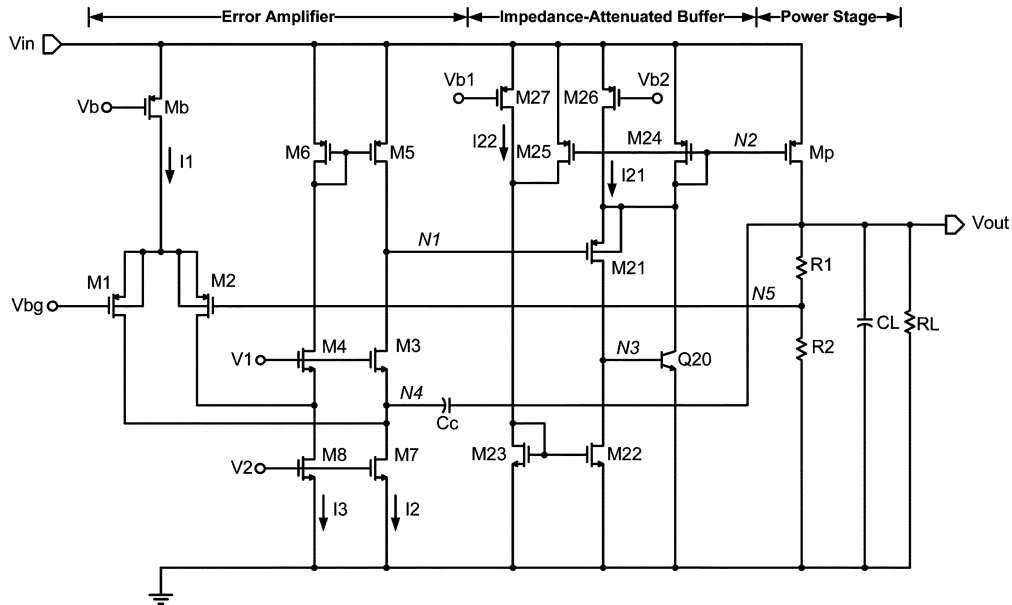 Error Amplifier
Impedance-Attenuated Buffer
Power Stage
Vin
Vb1
Vb2
Vb
Mb
M27
M26
M6
M5
I22
M25
M24
N2
Mp
I1
I21
N1
Vout
M1
M2
M21
R1
Vbg
N5
CL
RL
V1
M4
M3
N3
Q20
R2
N4
Cc
V2
M8
M7
M23
M22
I3
I2